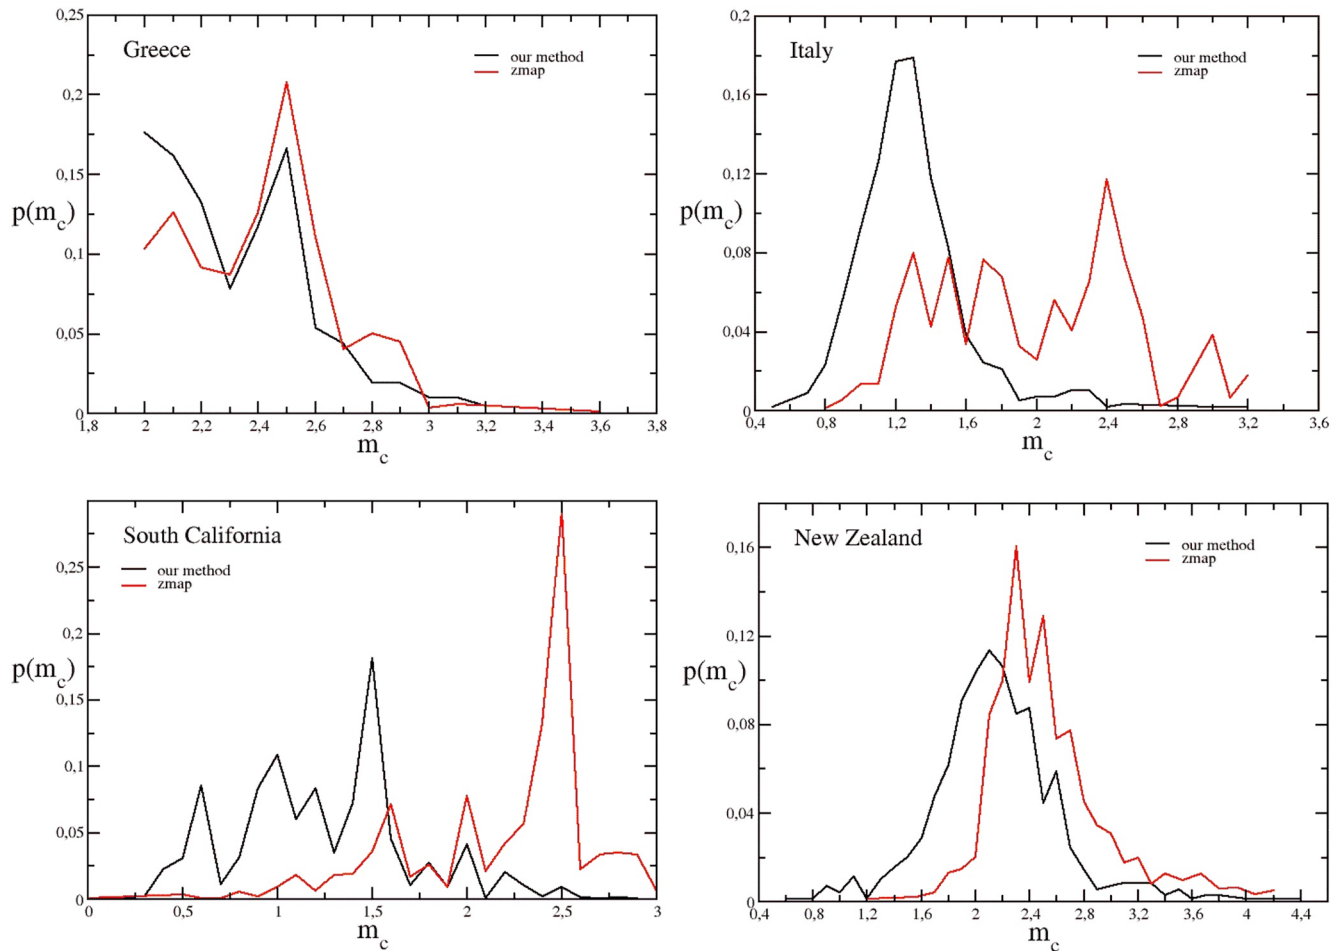 Greece
our method
zmap
0,25
0,2
0,15
p(m_c)
0,1
0,05
0
1,8 2 2,2 2,4 2,6 2,8 3 3,2 3,4 3,6 3,8
m_c
Italy
our method
zmap
0,2
0,16
0,12
p(m_c)
0,08
0,04
0
0,4 0,8 1,2 1,6 2 2,4 2,8 3,2 3,6
m_c
South California
our method
zmap
0,25
0,2
p(m_c)
0,15
0,1
0,05
0
0 0,5 1 1,5 2 2,5 3
m_c
New Zealand
our method
zmap
0,16
0,12
p(m_c)
0,08
0,04
0
0,4 0,8 1,2 1,6 2 2,4 2,8 3,2 3,6 4 4,4
m_c